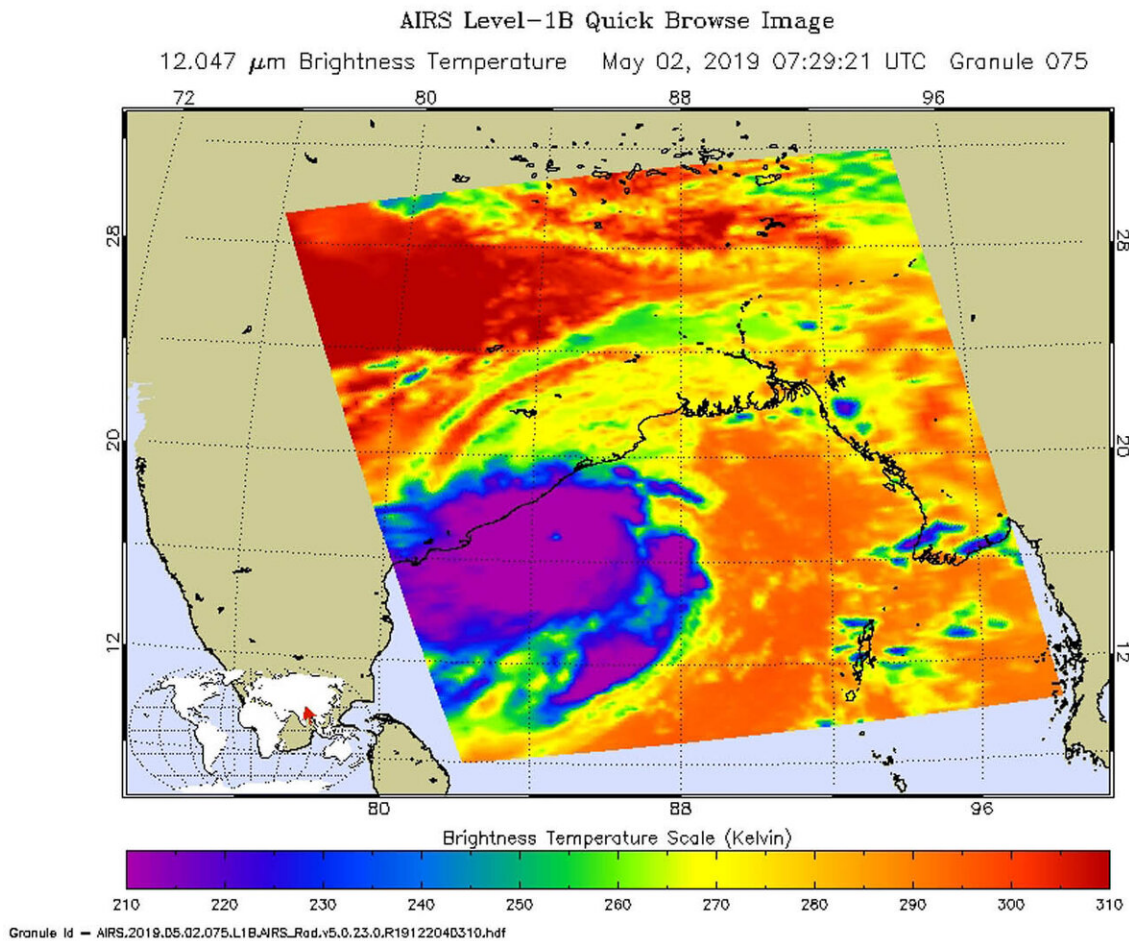 AIRS Level-1B Quick Browse Image
12.047 μm Brightness Temperature May 02, 2019 07:29:21 UTC Granule 075
72 80 88 96
28 28
20 20
12 12
80 88 96
Brightness Temperature Scale (Kelvin)
210 220 230 240 250 260 270 280 290 300 310
Granule Id - AIRS.2019.05.02.075.L1B.AIRS_Rad.v5.0.23.0.R19122040310.hdf